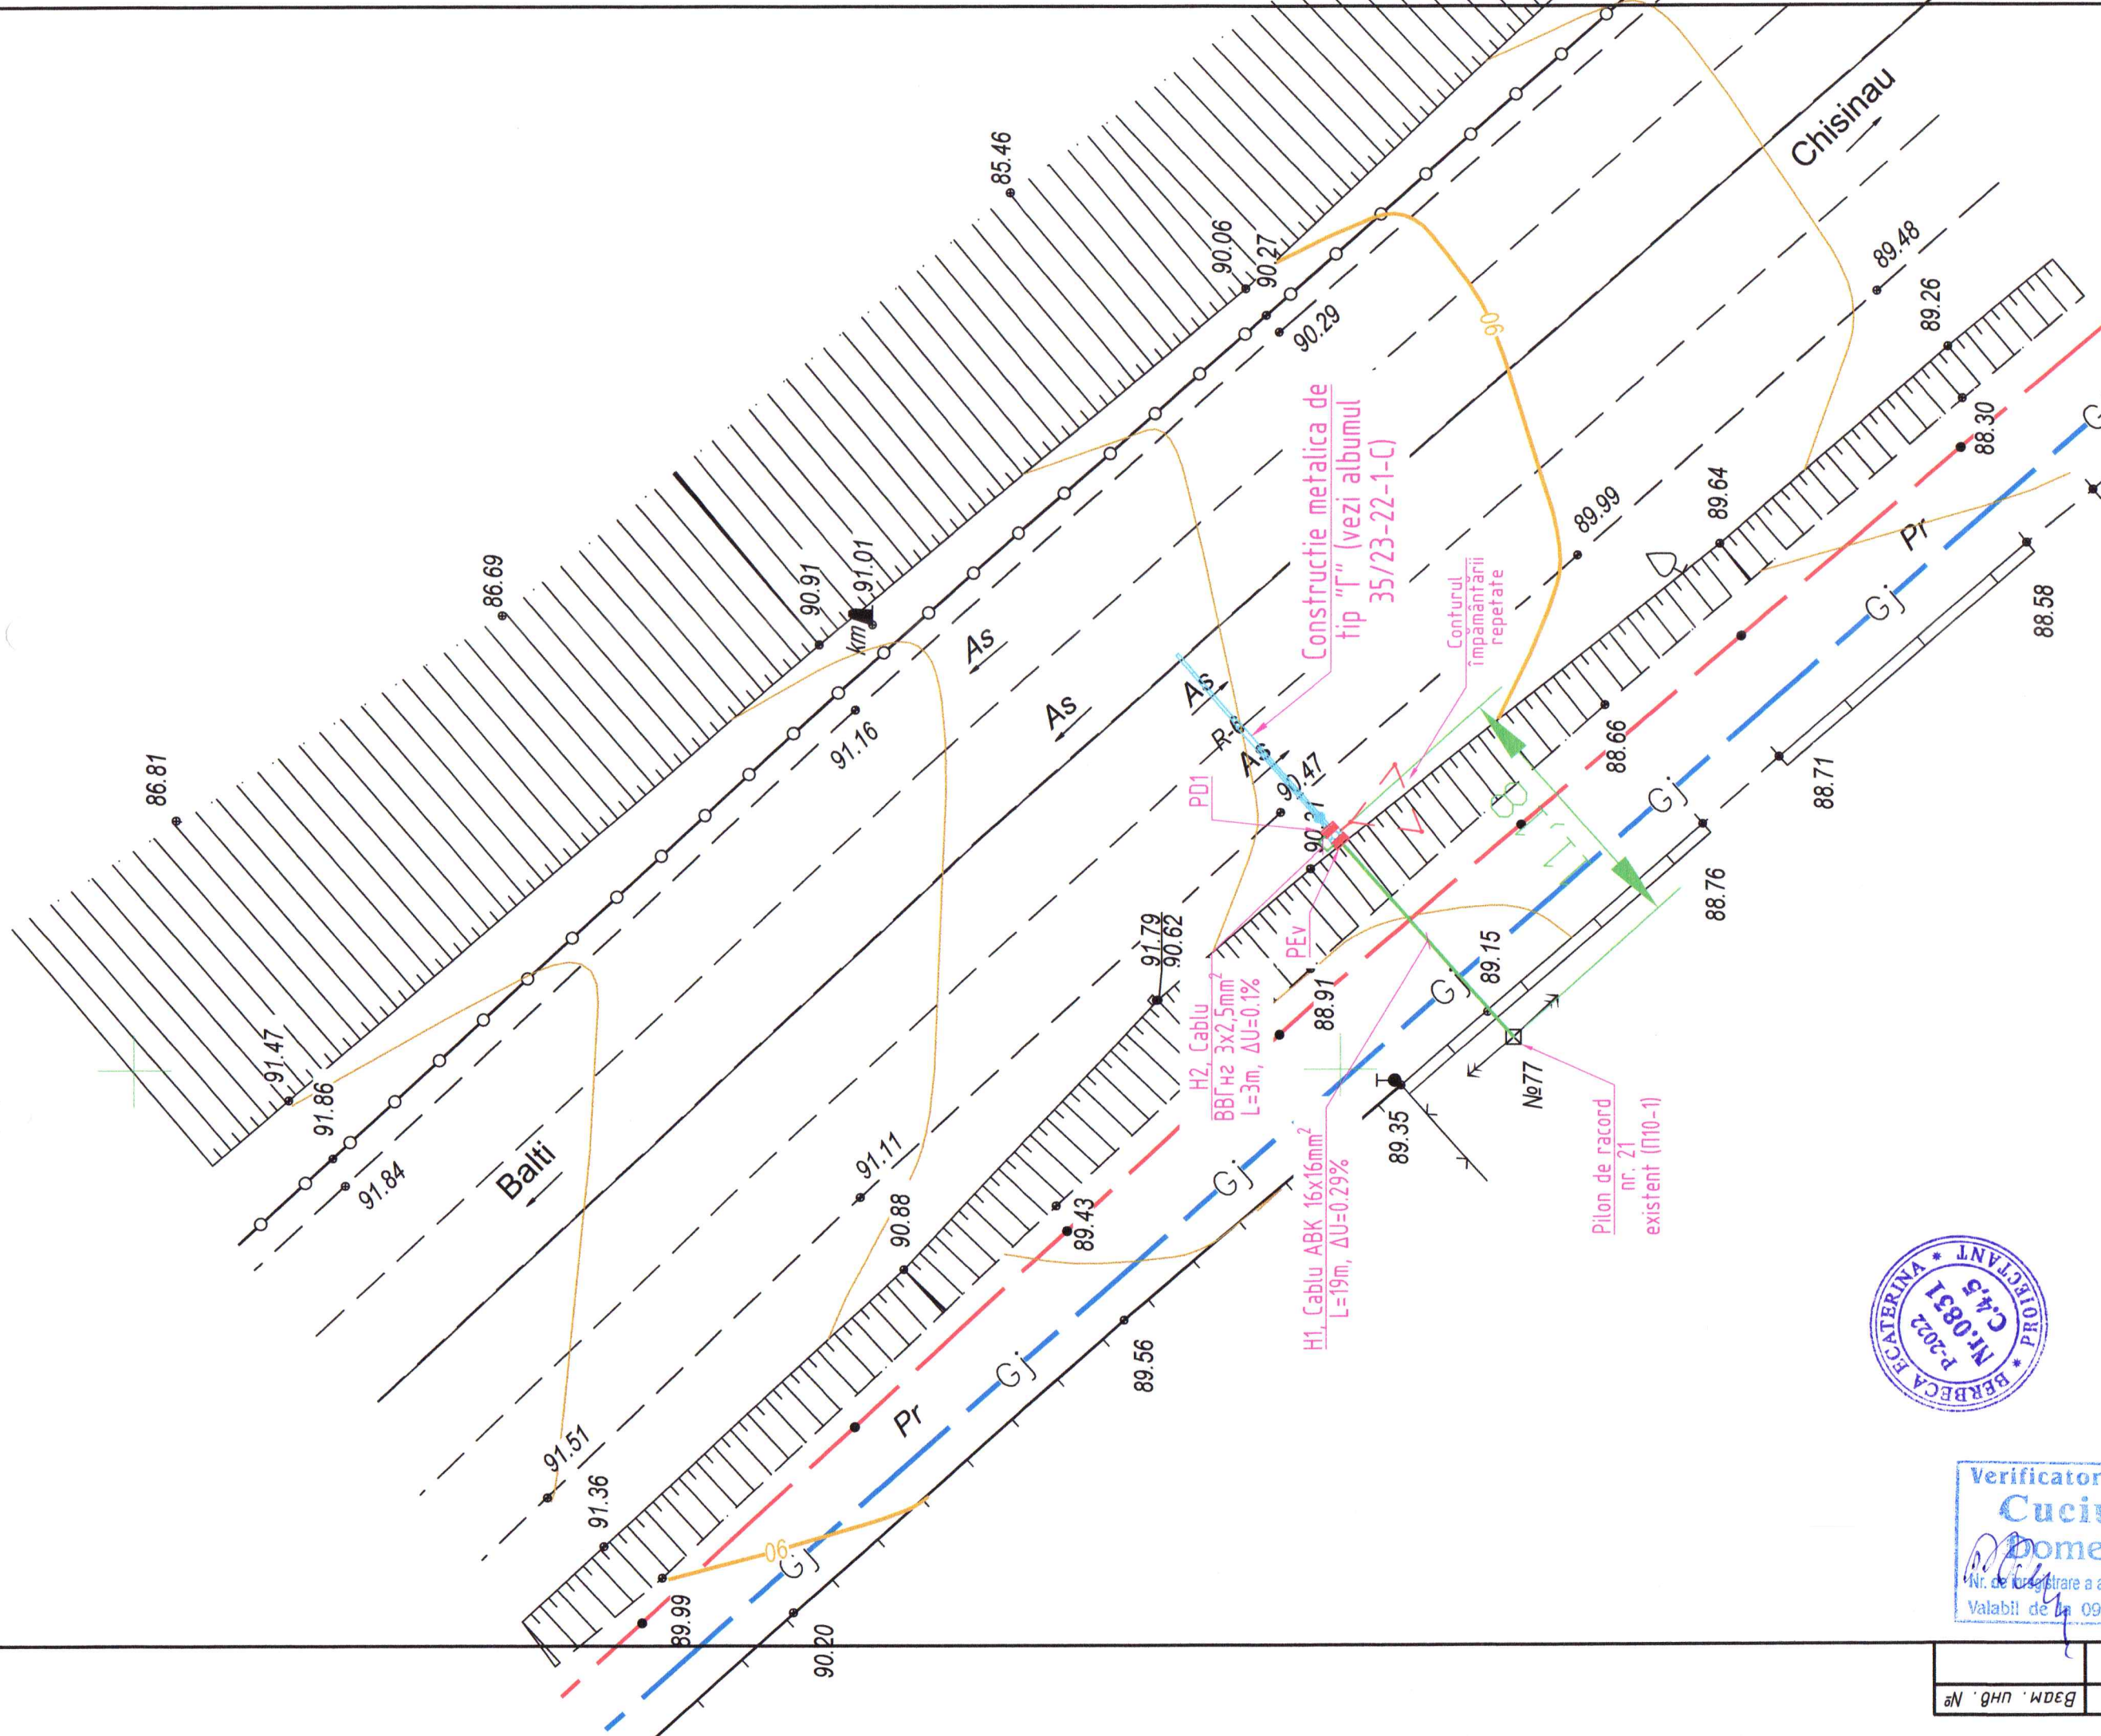 Chisinau
85.46
90.06
90.27
90.29
90
89.48
89.26
88.30
86.69
90.91
km
91.01
As
As
91.16
86.81
Constructie metalica de
tip "Г" (vezi albumul
35/23-22-1-C)
Conturul
împământării
repetate
89.99
89.64
Pr
Gj
88.58
As
R-6
As
PD1
88.66
Gj
88.71
91.79
90.62
PEv
H2, Cablu
ВВГнг 3x2,5mm²
L=3m, ΔU=0.1%
88.91
Gj
89.15
88.76
91.47
91.86
91.84
Balti
91.11
90.88
89.43
Gj
H1, Cablu ABK 16x16mm²
L=19m, ΔU=0.29%
89.35
№77
Pilon de racord
nr. 21
existent (П10-1)
89.56
Gj
Pr
91.51
91.36
90
Gj
89.99
90.20
* BERBECA ECATERINA * PROIECTANT
P-2022
Nr.0831
C.4,5
Verificator
Valabil de la 09
Взам. инв. №